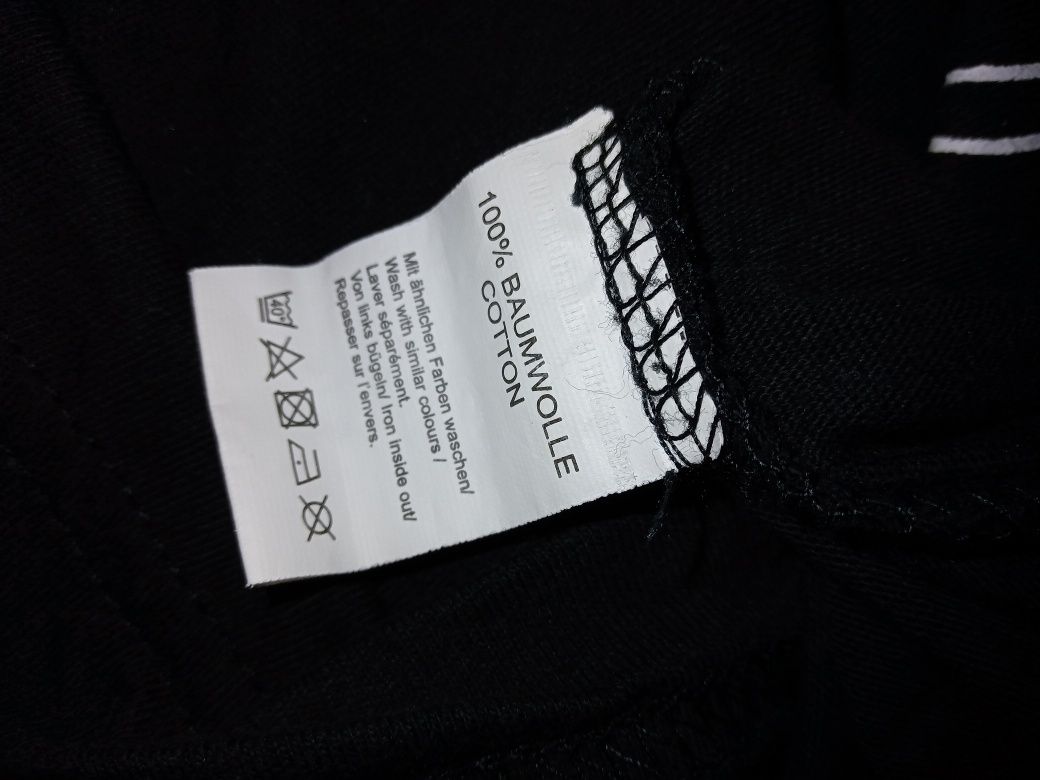 100% BAUMWOLLE
COTTON
Mit ähnlichen Farben waschen/
Wash with similar colours /
Laver séparément.
Von links bügeln/ Iron inside out/
Repasser sur l'envers.
40°